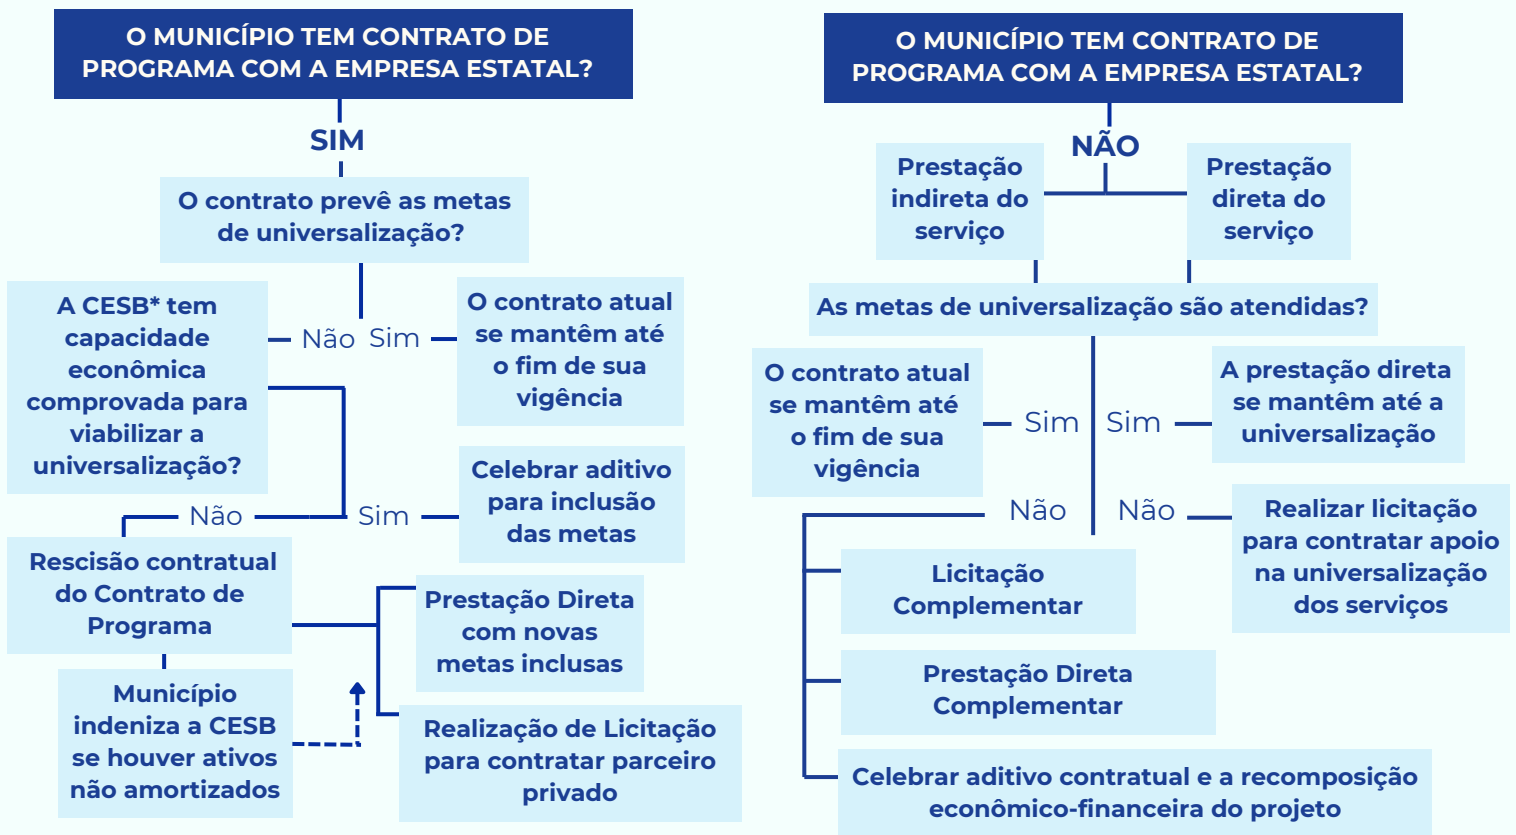 O MUNICÍPIO TEM CONTRATO DE
PROGRAMA COM A EMPRESA ESTATAL?
SIM
O contrato prevê as metas
de universalização?
A CESB* tem
capacidade
econômica
comprovada para
viabilizar a
universalização?
Não
Sim
O contrato atual
se mantêm até
o fim de sua
vigência
Não
Sim
Celebrar aditivo
para inclusão
das metas
Rescisão contratual
do Contrato de
Programa
Prestação Direta
com novas
metas inclusas
Município
indeniza a CESB
se houver ativos
não amortizados
Realização de Licitação
para contratar parceiro
privado
O MUNICÍPIO TEM CONTRATO DE
PROGRAMA COM A EMPRESA ESTATAL?
NÃO
Prestação
indireta do
serviço
Prestação
direta do
serviço
As metas de universalização são atendidas?
O contrato atual
se mantêm até
o fim de sua
vigência
Sim
Sim
A prestação direta
se mantêm até a
universalização
Não
Não
Realizar licitação
para contratar apoio
na universalização
dos serviços
Licitação
Complementar
Prestação Direta
Complementar
Celebrar aditivo contratual e a recomposição
econômico-financeira do projeto